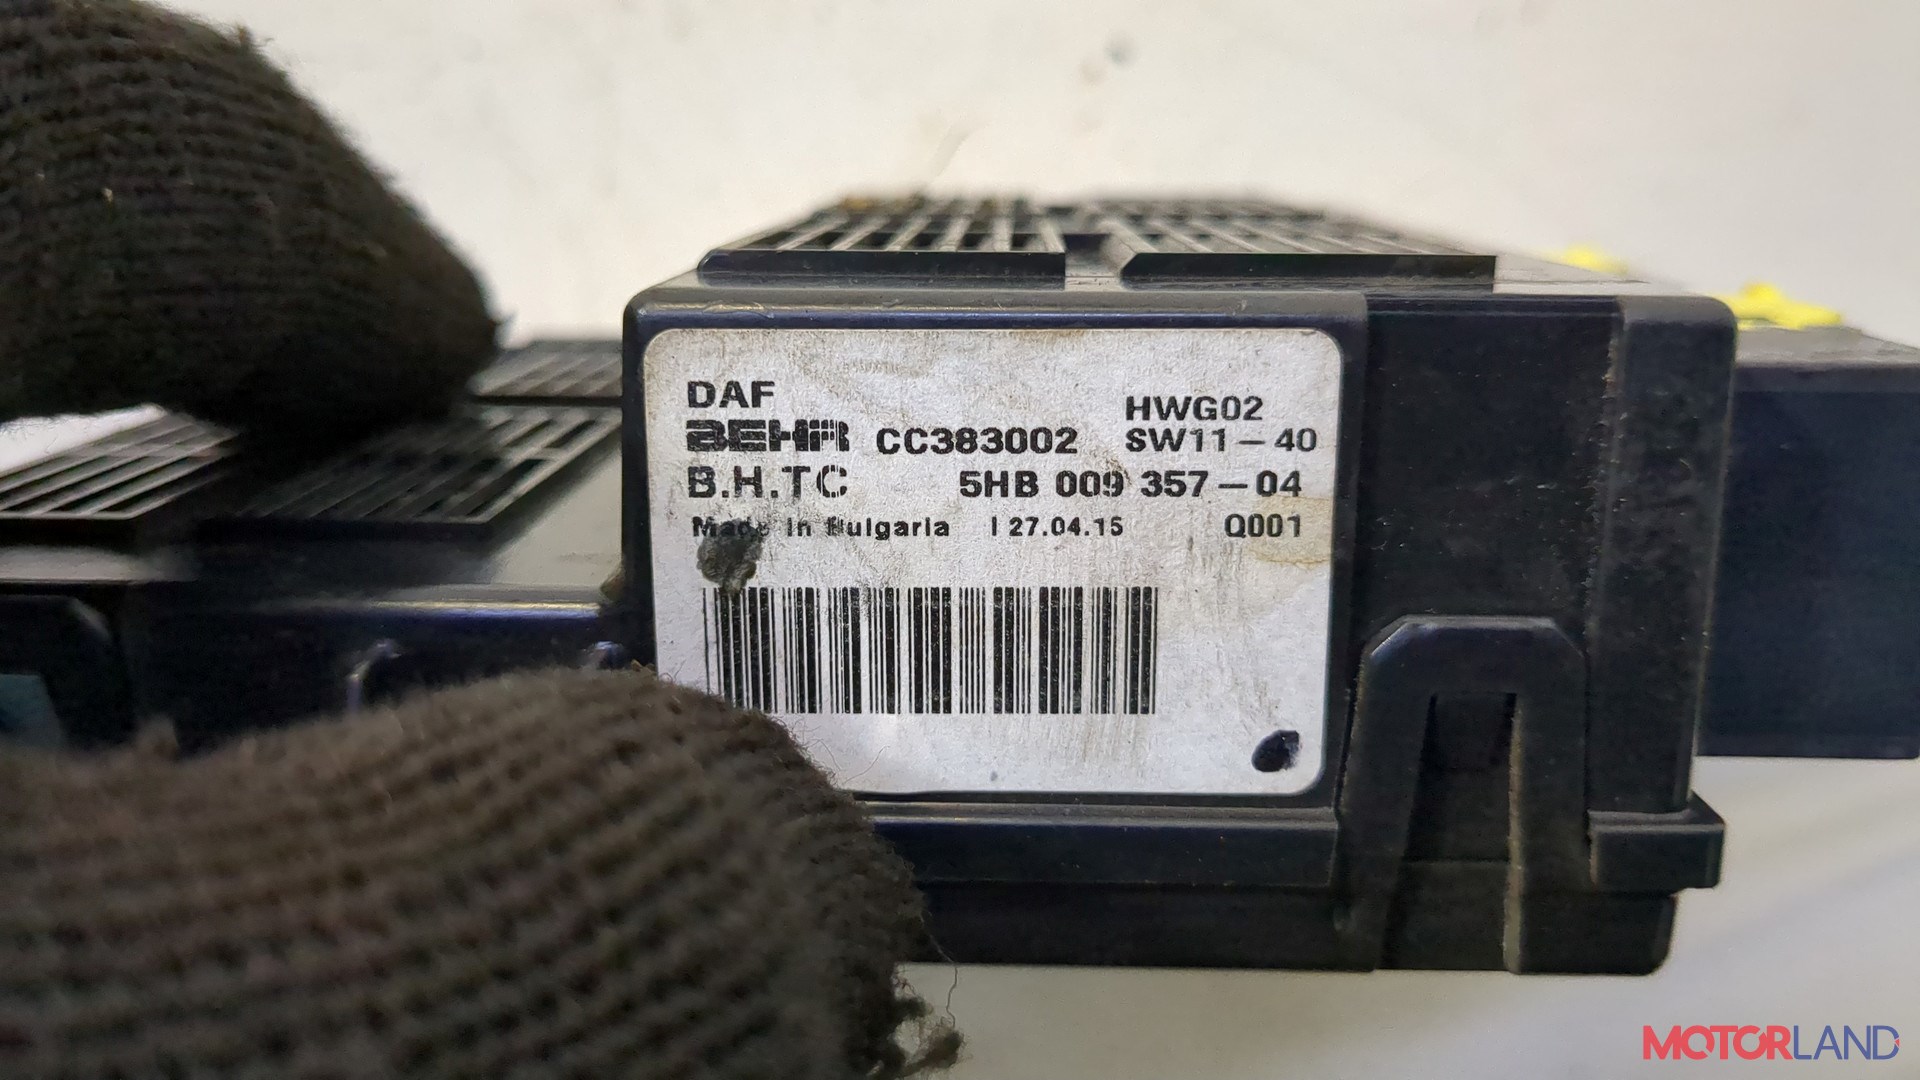 DAF
HWG02
BEHR CC383002 SW11-40
B.H.TC 5HB 009 357-04
Made in Bulgaria | 27.04.15 Q001
MOTORLAND